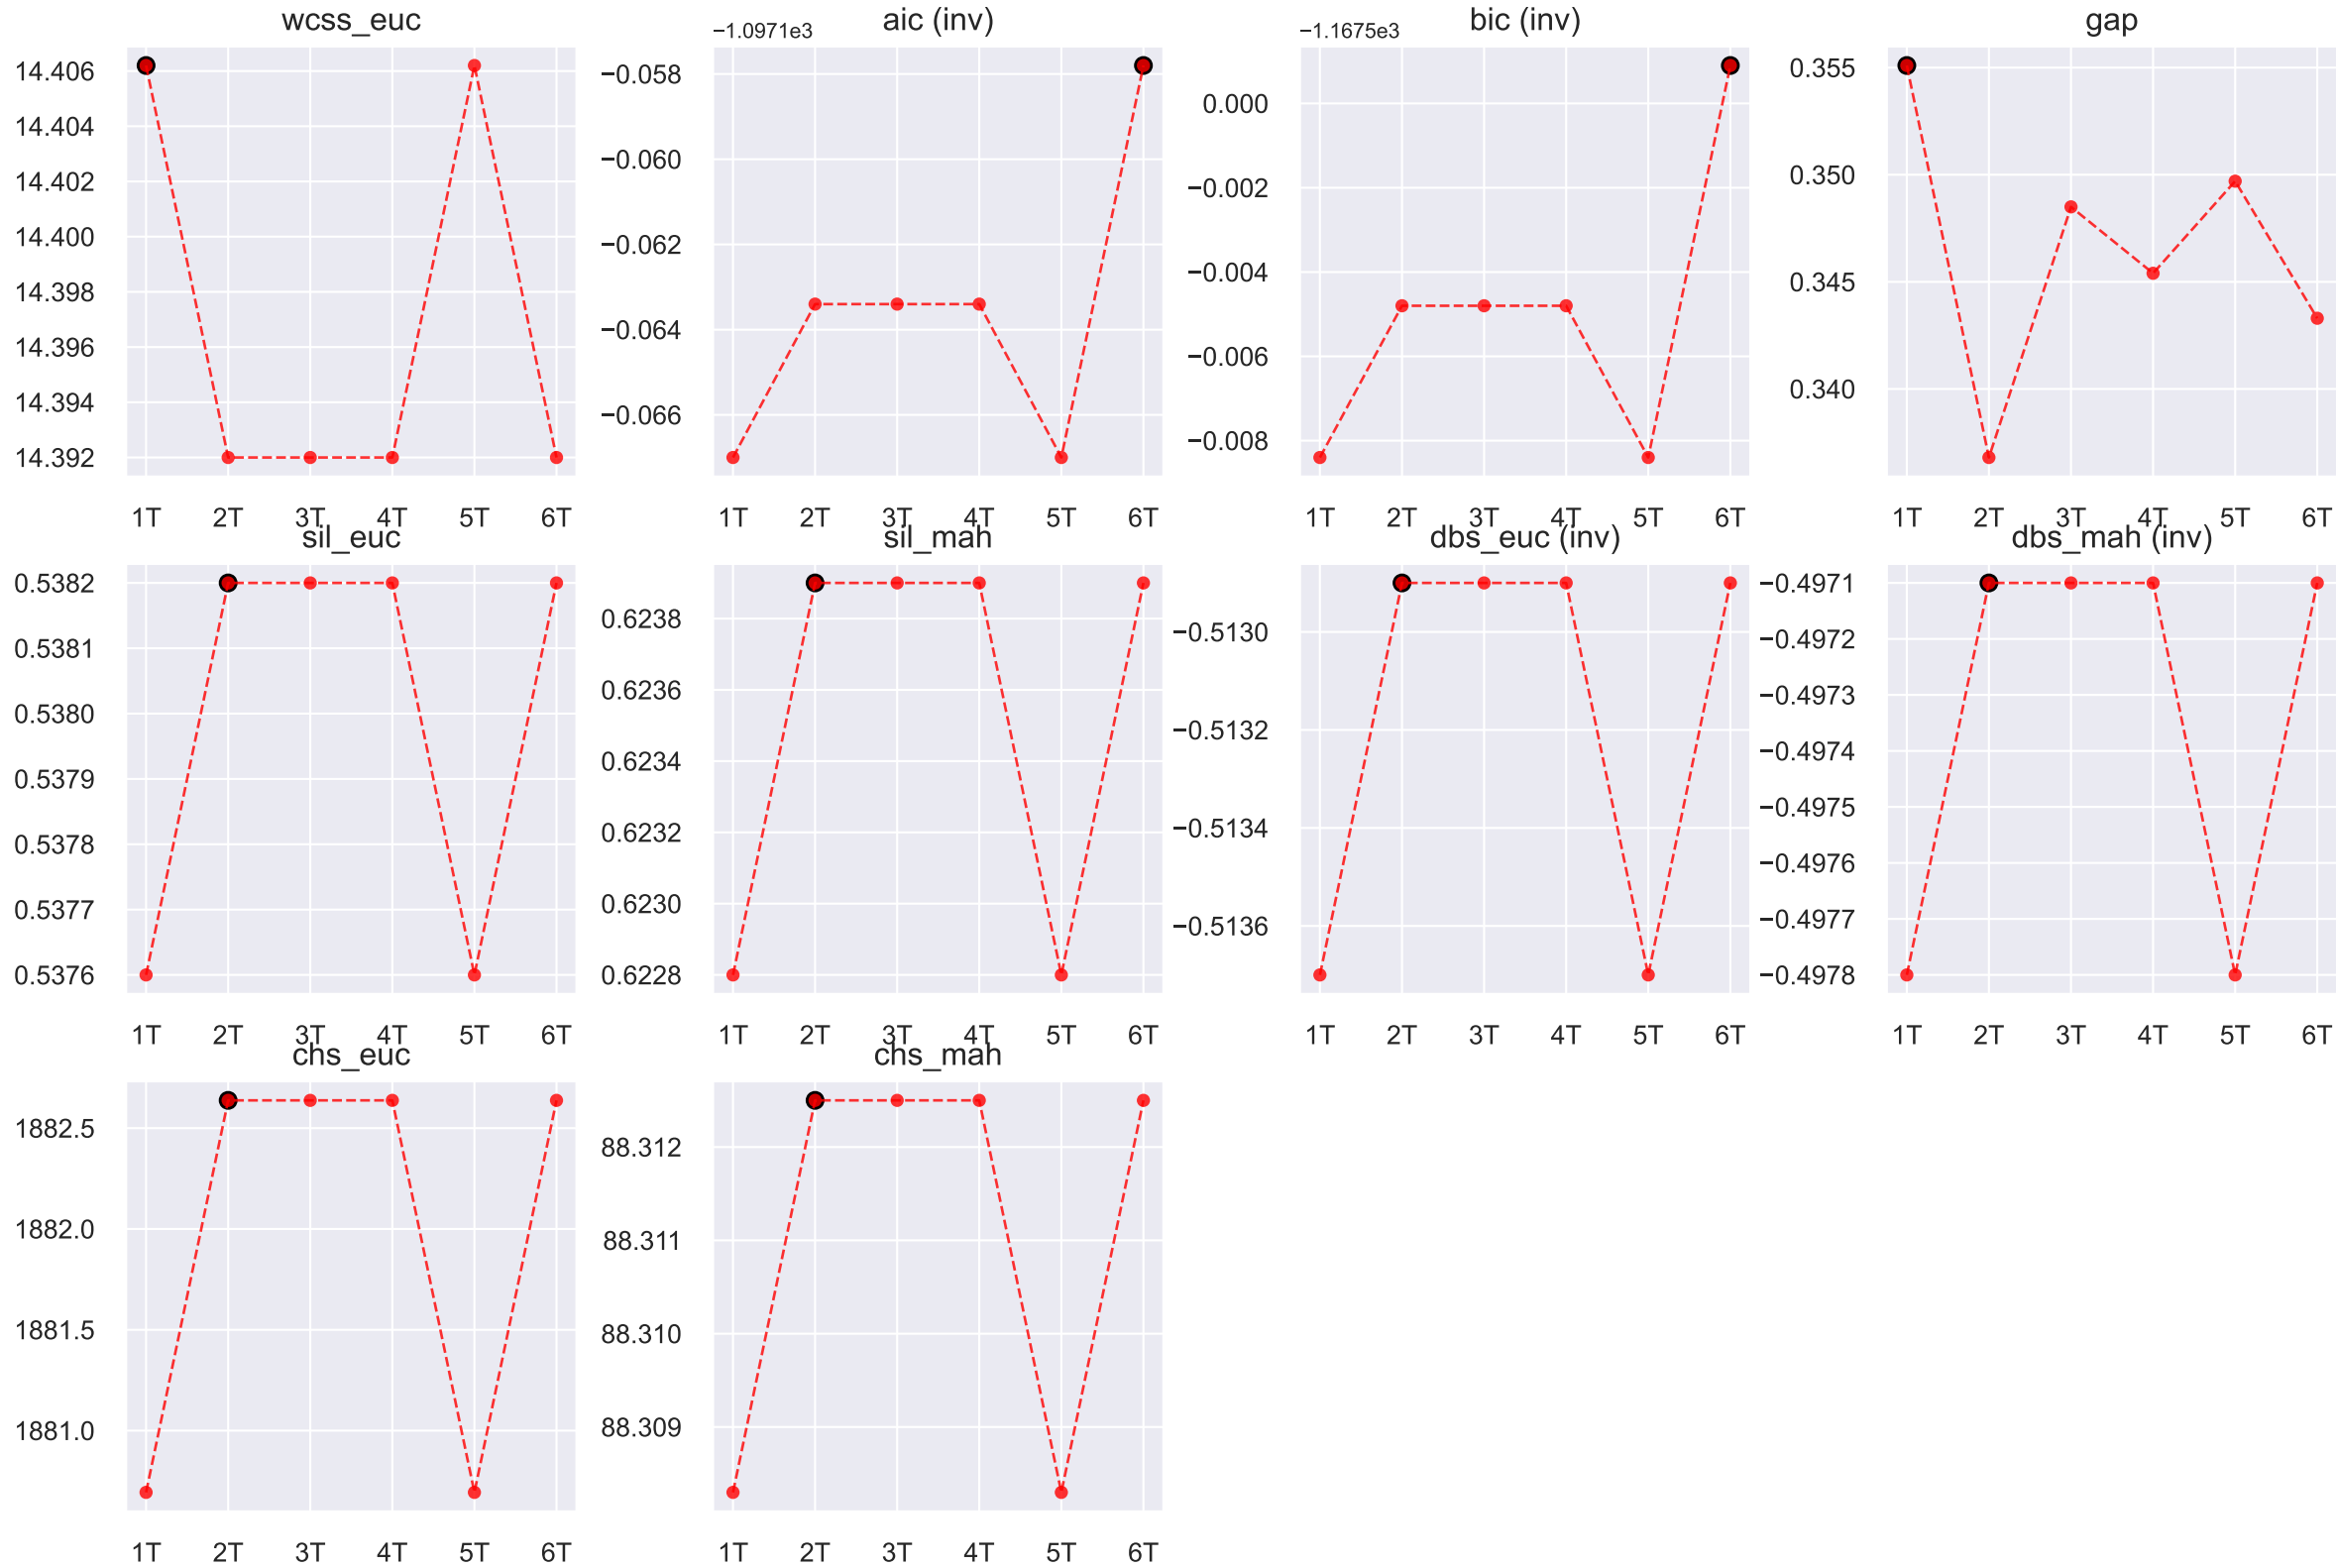 wcss_euc
14.406
14.404
14.402
14.400
14.398
14.396
14.394
14.392
1T 2T 3T 4T 5T 6T
aic (inv)
−1.0971e3
−0.058
−0.060
−0.062
−0.064
−0.066
1T 2T 3T 4T 5T 6T
bic (inv)
−1.1675e3
0.000
−0.002
−0.004
−0.006
−0.008
1T 2T 3T 4T 5T 6T
gap
0.355
0.350
0.345
0.340
1T 2T 3T 4T 5T 6T
sil_euc
0.5382
0.5381
0.5380
0.5379
0.5378
0.5377
0.5376
1T 2T 3T 4T 5T 6T
sil_mah
0.6238
0.6236
0.6234
0.6232
0.6230
0.6228
1T 2T 3T 4T 5T 6T
dbs_euc (inv)
−0.5130
−0.5132
−0.5134
−0.5136
1T 2T 3T 4T 5T 6T
dbs_mah (inv)
−0.4971
−0.4972
−0.4973
−0.4974
−0.4975
−0.4976
−0.4977
−0.4978
1T 2T 3T 4T 5T 6T
chs_euc
1882.5
1882.0
1881.5
1881.0
1T 2T 3T 4T 5T 6T
chs_mah
88.312
88.311
88.310
88.309
1T 2T 3T 4T 5T 6T